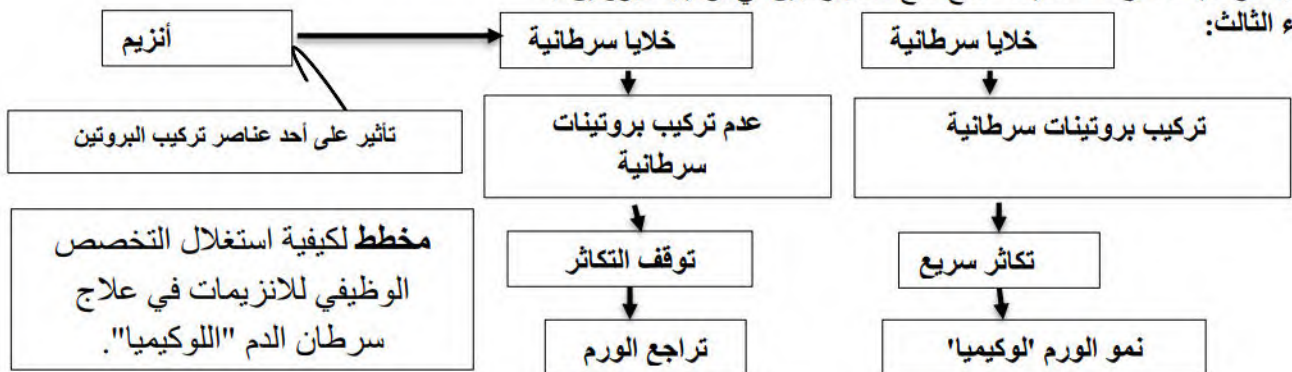 ء الثالث:
خلايا سرطانية
خلايا سرطانية
أنزيم
تركيب بروتينات سرطانية
عدم تركيب بروتينات
سرطانية
تأثير على أحد عناصر تركيب البروتين
تكاثر سريع
توقف التكاثر
مخطط لكيفية استغلال التخصص
الوظيفي للانزيمات في علاج
سرطان الدم "اللوكيميا".
نمو الورم 'لوكيميا'
تراجع الورم